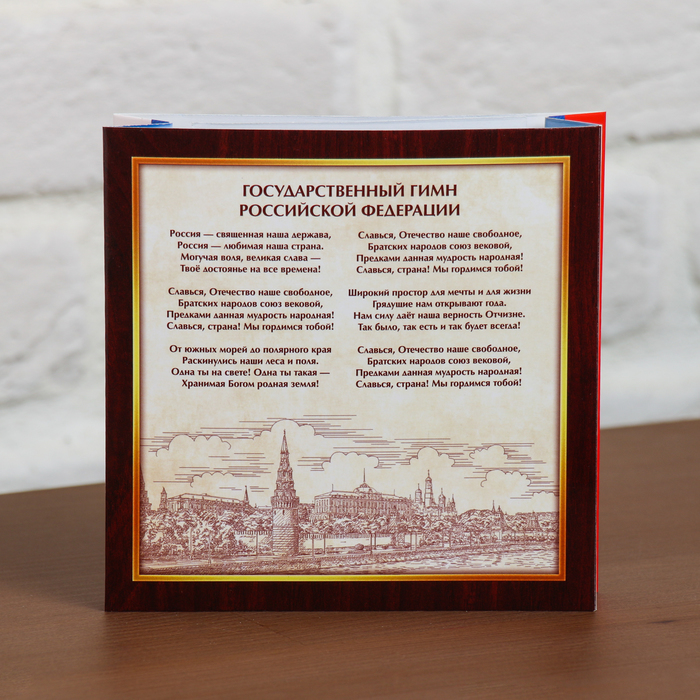 ГОСУДАРСТВЕННЫЙ ГИМН
РОССИЙСКОЙ ФЕДЕРАЦИИ
Россия — священная наша держава,
Россия — любимая наша страна.
Могучая воля, великая слава —
Твоё достоянье на все времена!
Славься, Отечество наше свободное,
Братских народов союз вековой,
Предками данная мудрость народная!
Славься, страна! Мы гордимся тобой!
От южных морей до полярного края
Раскинулись наши леса и поля.
Одна ты на свете! Одна ты такая —
Хранимая Богом родная земля!
Славься, Отечество наше свободное,
Братских народов союз вековой,
Предками данная мудрость народная!
Славься, страна! Мы гордимся тобой!
Широкий простор для мечты и для жизни
Грядущие нам открывают года.
Нам силу даёт наша верность Отчизне.
Так было, так есть и так будет всегда!
Славься, Отечество наше свободное,
Братских народов союз вековой,
Предками данная мудрость народная!
Славься, страна! Мы гордимся тобой!